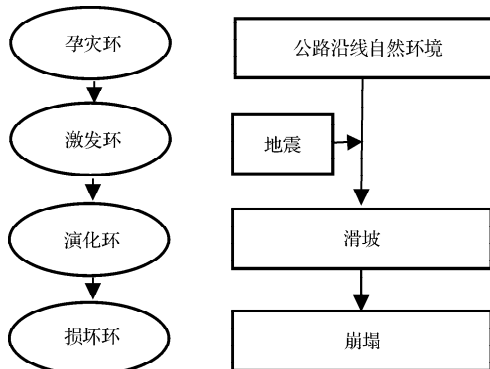 孕灾环
公路沿线自然环境
激发环
地震
演化环
滑坡
损坏环
崩塌